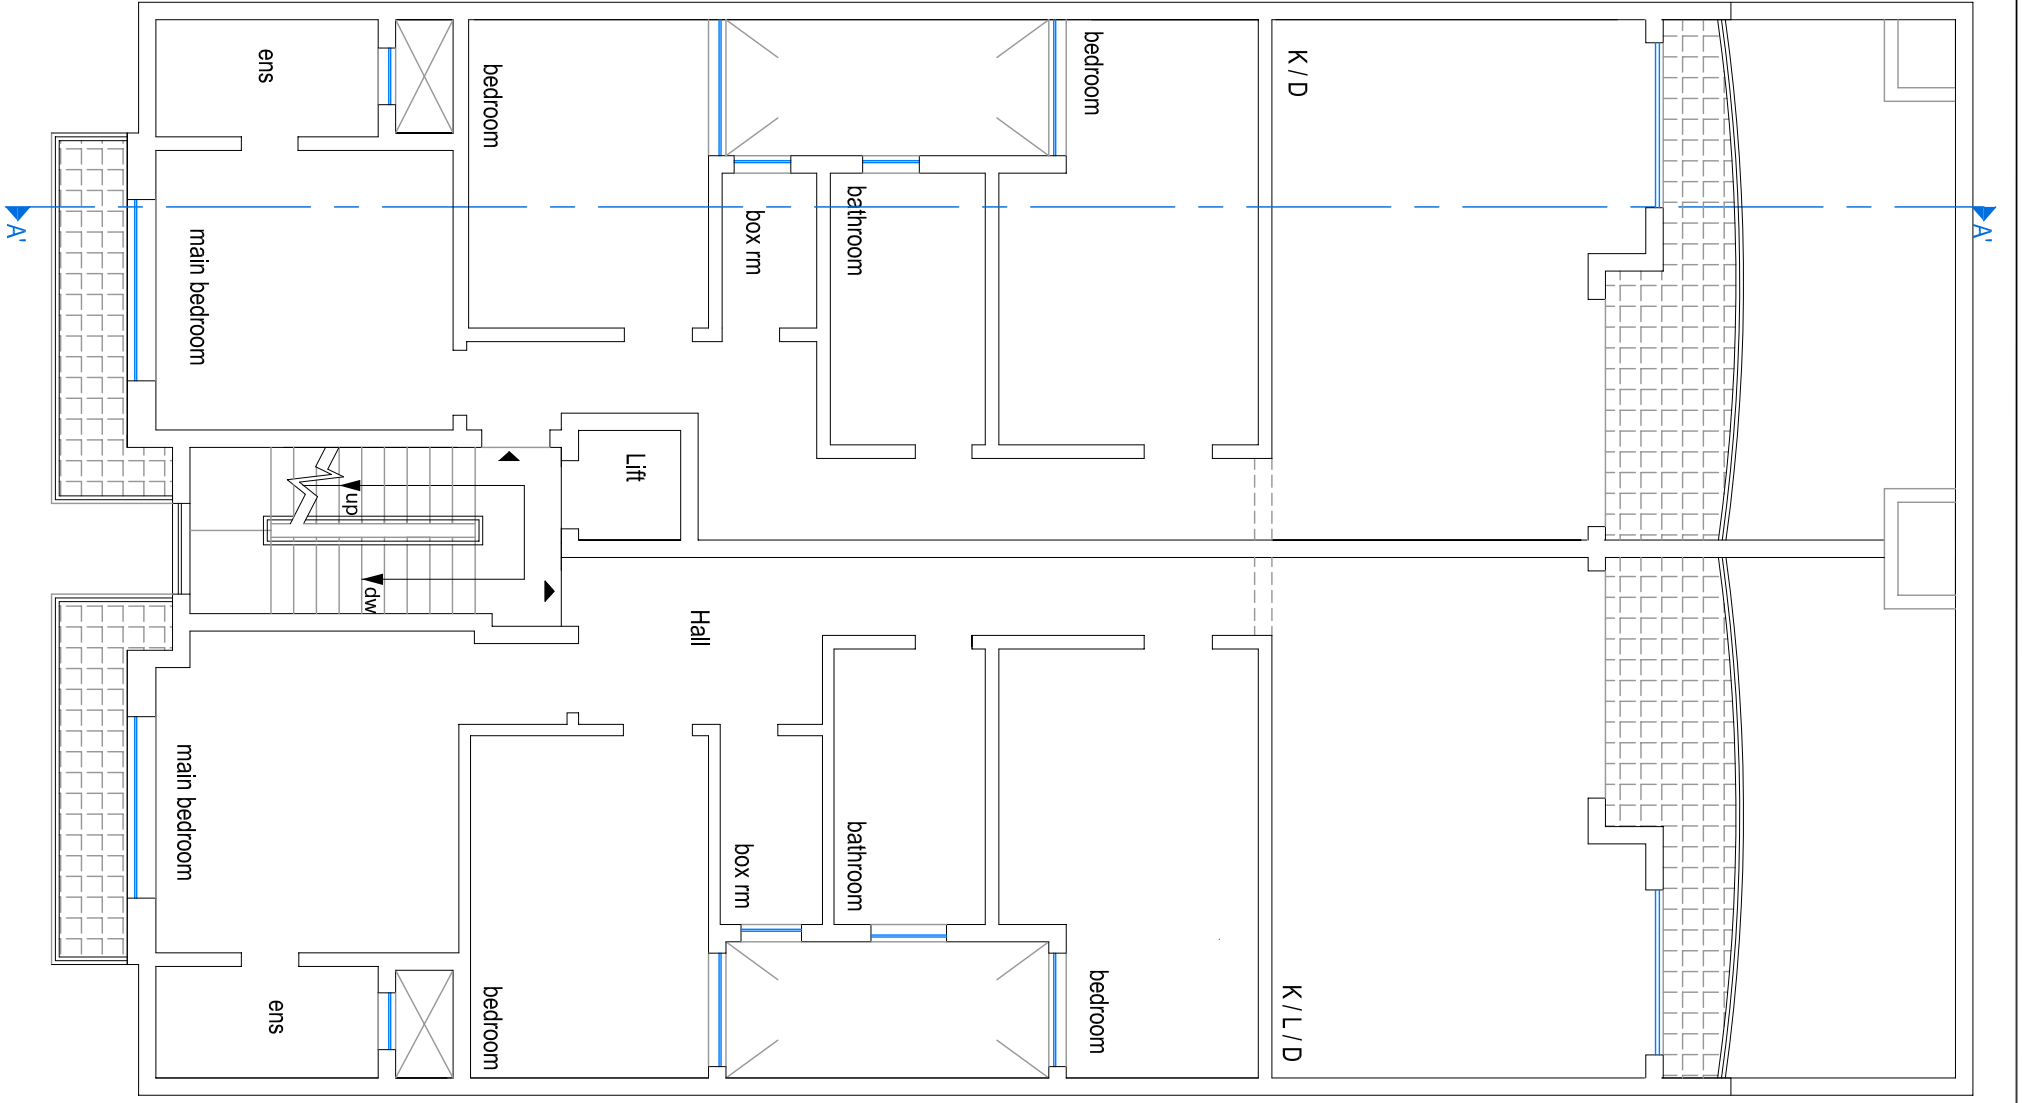 ens
bedroom
bedroom
K / D
main bedroom
box rm
bathroom
A'
A'
Lift
up
dw
Hall
main bedroom
box rm
bathroom
ens
bedroom
bedroom
K / L / D